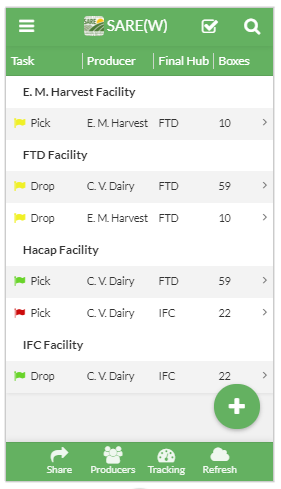 SARE SARE(W)
Task Producer Final Hub Boxes
E. M. Harvest Facility
Pick E. M. Harvest FTD 10
FTD Facility
Drop C. V. Dairy FTD 59
Drop E. M. Harvest FTD 10
Hacap Facility
Pick C. V. Dairy FTD 59
Pick C. V. Dairy IFC 22
IFC Facility
Drop C. V. Dairy IFC 22
Share Producers Tracking Refresh